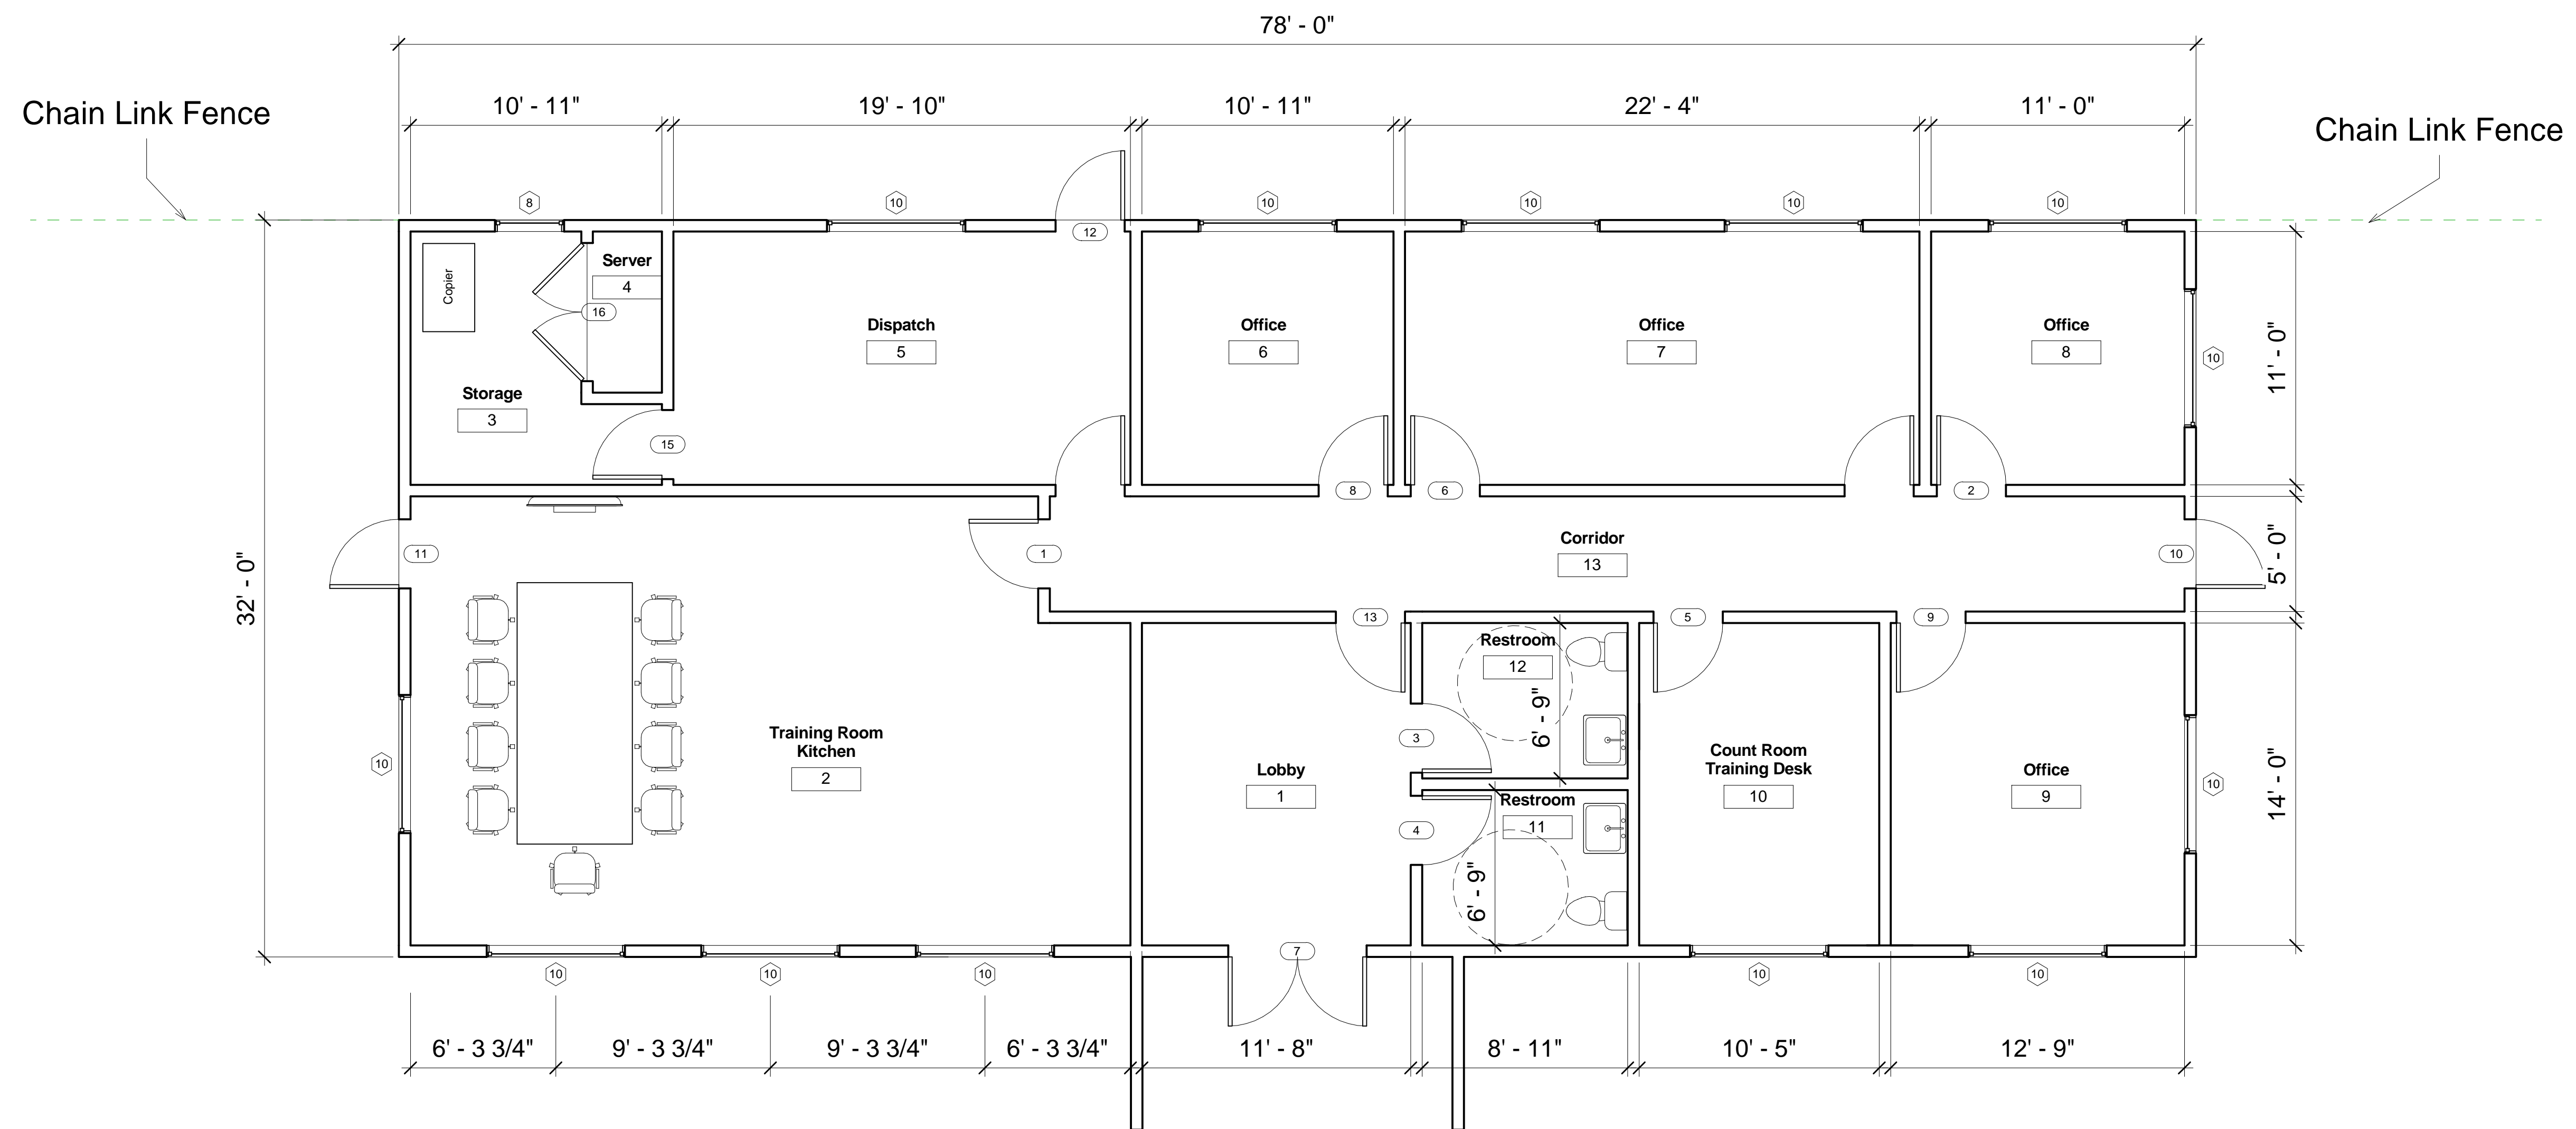 78' - 0"
Chain Link Fence
10' - 11"
19' - 10"
10' - 11"
22' - 4"
11' - 0"
Chain Link Fence
8
10
10
10
10
10
12
Server
4
Copier
16
Dispatch
5
Office
6
Office
7
Office
8
10
11' - 0"
Storage
3
15
8
6
2
32' - 0"
11
1
Corridor
13
10
5' - 0"
13
5
9
Restroom
12
6' - 9"
3
10
Training Room
Kitchen
2
Lobby
1
Count Room
Training Desk
10
Office
9
10
14' - 0"
Restroom
11
4
6' - 9"
7
10
10
10
10
10
6' - 3 3/4"
9' - 3 3/4"
9' - 3 3/4"
6' - 3 3/4"
11' - 8"
8' - 11"
10' - 5"
12' - 9"